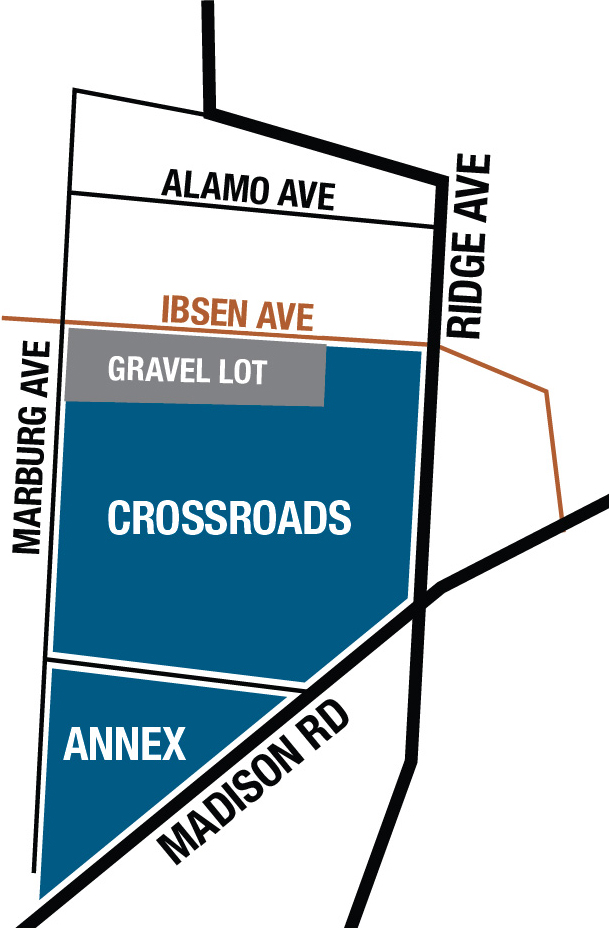 ALAMO AVE
RIDGE AVE
IBSEN AVE
GRAVEL LOT
MARBURG AVE
CROSSROADS
ANNEX
MADISON RD